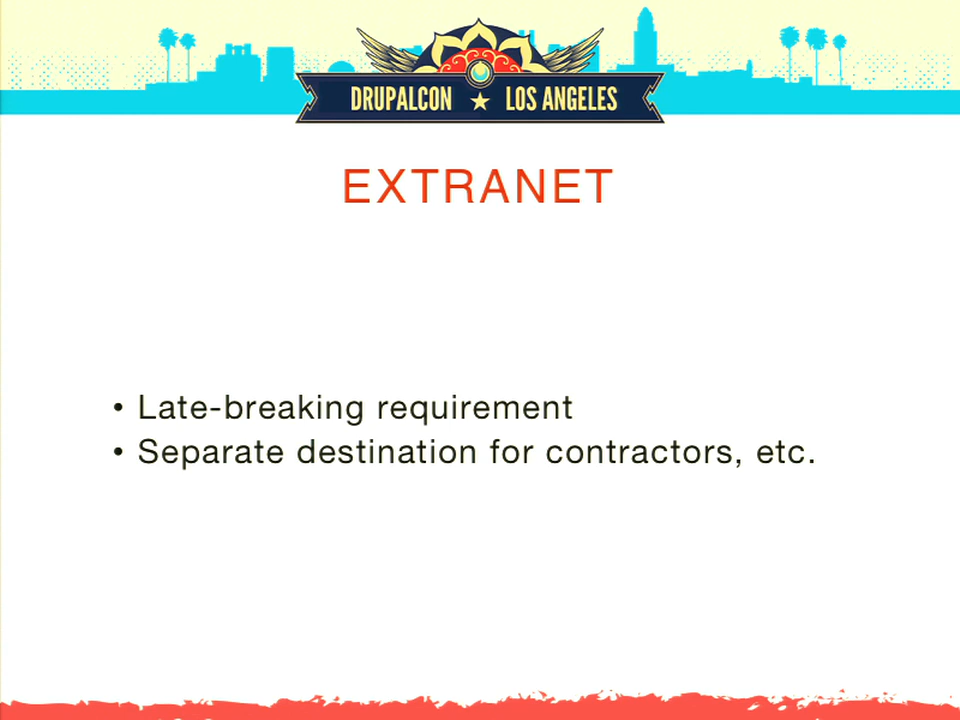 DRUPALCON ★ LOS ANGELES
EXTRANET
• Late-breaking requirement
• Separate destination for contractors, etc.